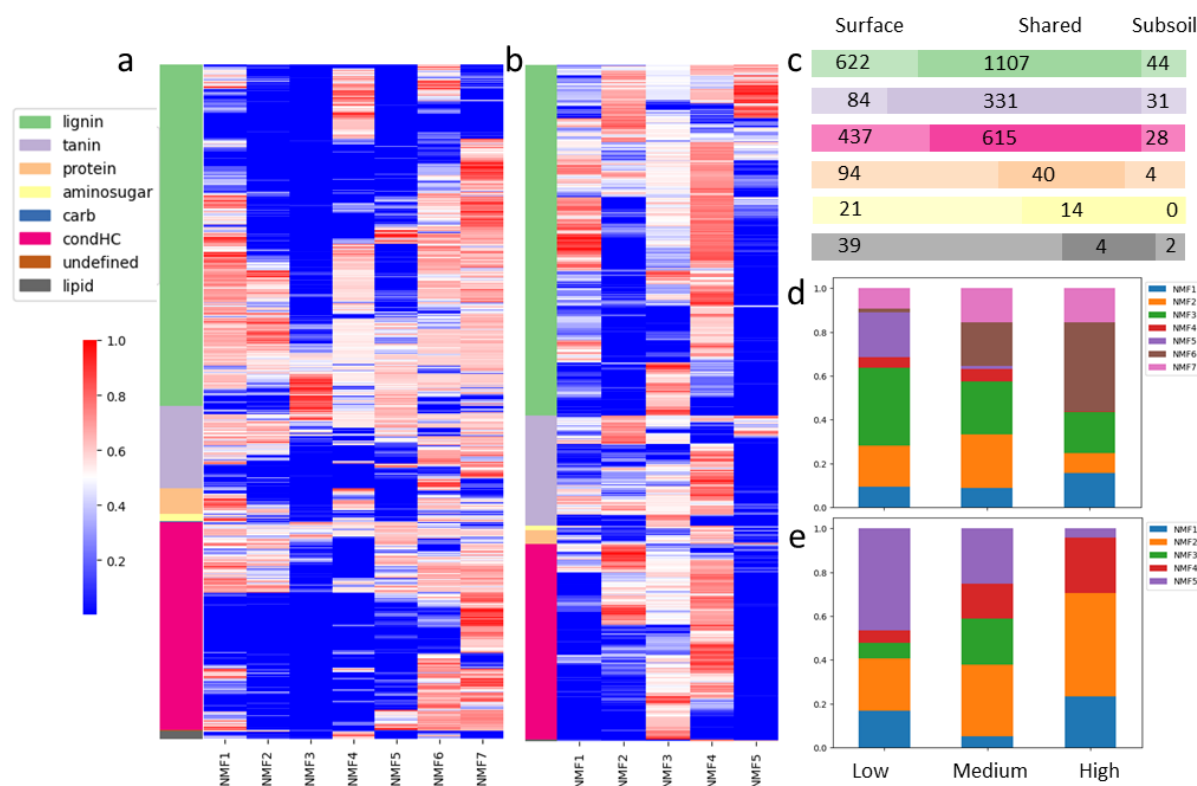 a
b
c
d
e
lignin
tanin
protein
aminosugar
carb
condHC
undefined
lipid
1.0
0.8
0.6
0.4
0.2
NMF1
NMF2
NMF3
NMF4
NMF5
NMF6
NMF7
NMF1
NMF2
NMF3
NMF4
NMF5
Surface Shared Subsoil
622 1107 44
84 331 31
437 615 28
94 40 4
21 14 0
39 4 2
1.0
0.8
0.6
0.4
0.2
0.0
NMF1
NMF2
NMF3
NMF4
NMF5
NMF6
NMF7
1.0
0.8
0.6
0.4
0.2
0.0
NMF1
NMF2
NMF3
NMF4
NMF5
Low Medium High